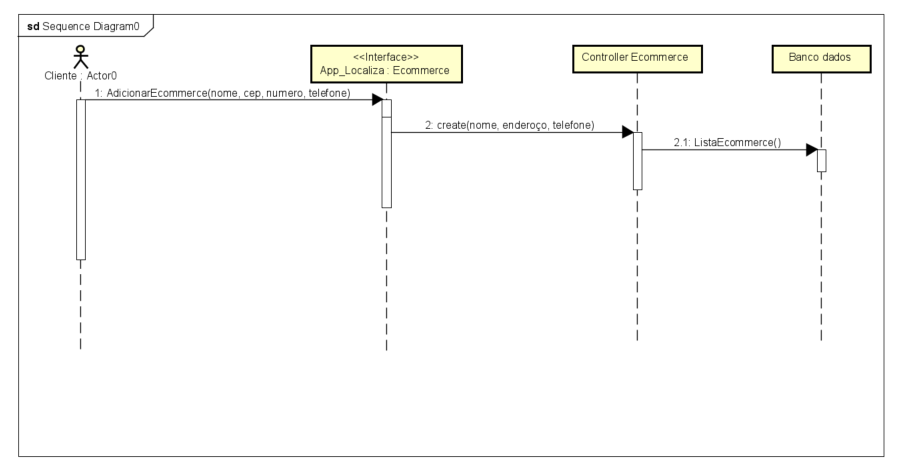 sd Sequence Diagram0
Cliente : Actor0
<<Interface>>
App_Localiza : Ecommerce
Controller Ecommerce
Banco dados
1: AdicionarEcommerce(nome, cep, numero, telefone)
2: create(nome, enderoço, telefone)
2.1: ListaEcommerce()